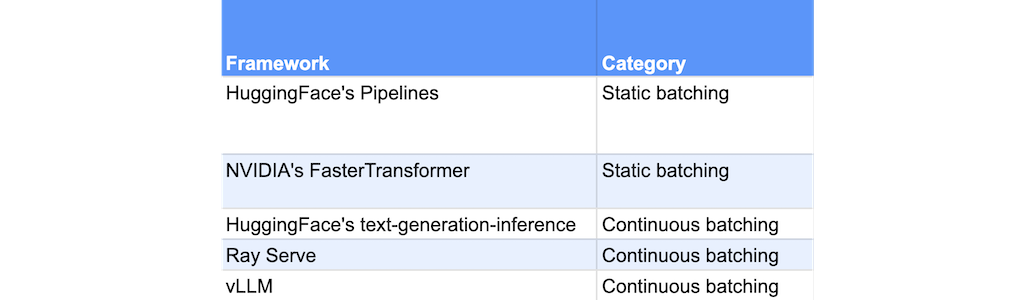 Framework Category
HuggingFace's Pipelines Static batching
NVIDIA's FasterTransformer Static batching
HuggingFace's text-generation-inference Continuous batching
Ray Serve Continuous batching
vLLM Continuous batching